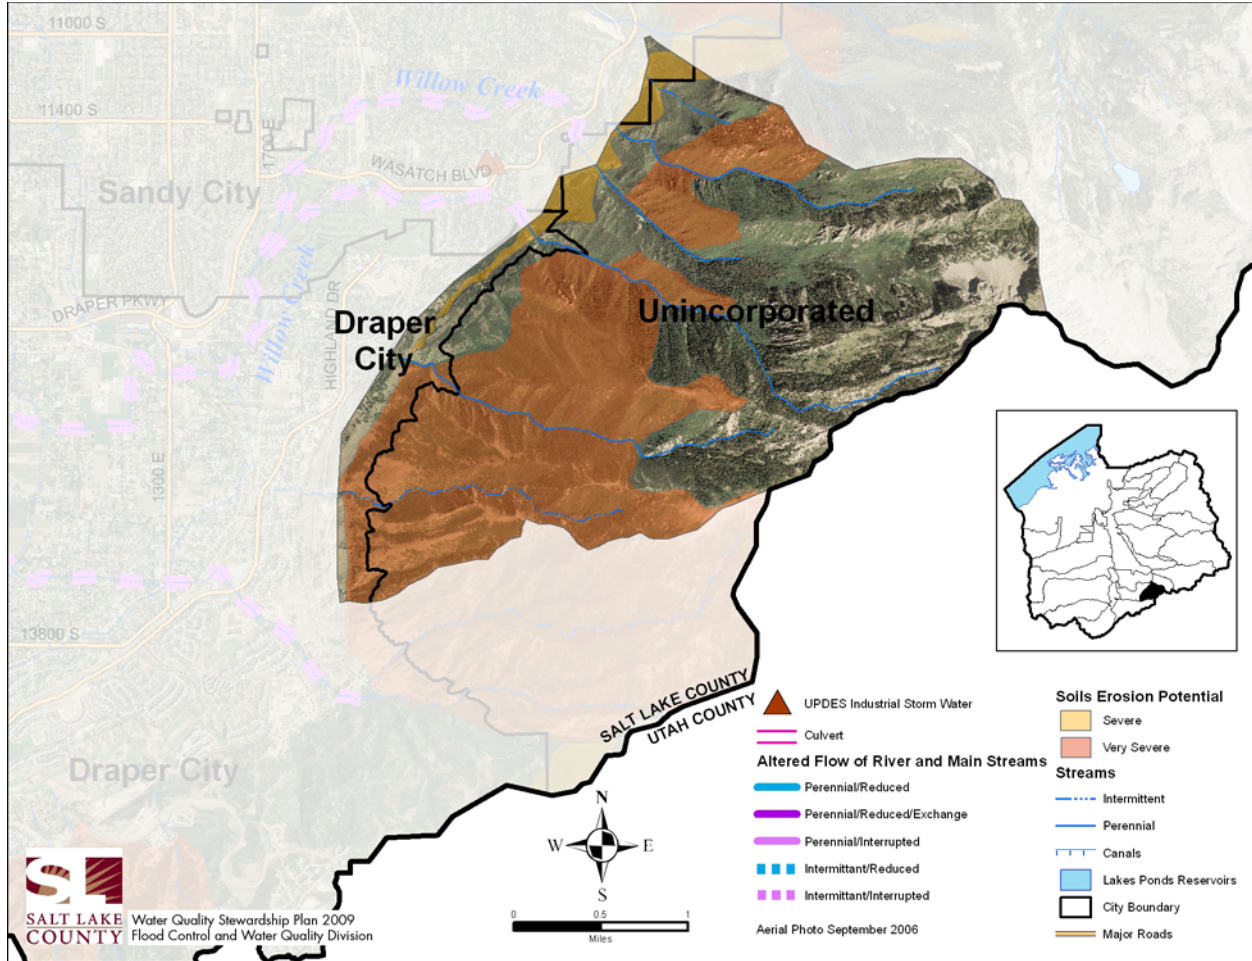 11000 S
Willow Creek
11400 S
1700 E
WASATCH BLVD
Sandy City
Willow Creek
DRAPER PKWY
HIGHLAND DR
Draper
City
Unincorporated
1300 E
13800 S
Draper City
SALT LAKE COUNTY
UTAH COUNTY
UPDES Industrial Storm Water
Culvert
Altered Flow of River and Main Streams
Perennial/Reduced
Perennial/Reduced/Exchange
Perennial/Interrupted
Intermittant/Reduced
Intermittant/Interrupted
Aerial Photo September 2006
Soils Erosion Potential
Severe
Very Severe
Streams
Intermittent
Perennial
Canals
Lakes Ponds Reservoirs
City Boundary
Major Roads
N
W E
S
0 0.5 1
Miles
SL
SALT LAKE
COUNTY
Water Quality Stewardship Plan 2009
Flood Control and Water Quality Division